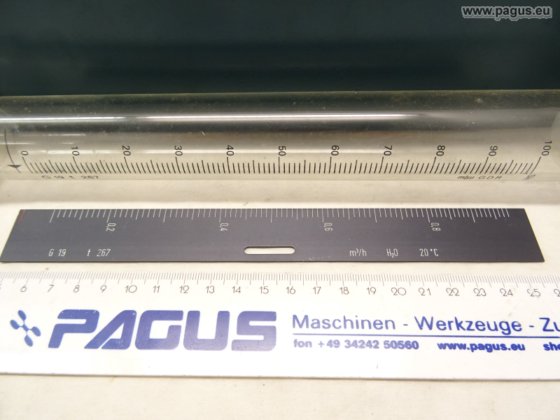 www.pagus.eu
0 10 20 30 40 50 60 70 80 90 100
G 19 t 267
0,2 0,4 0,6 0,8
G 19 t 267 m³/h H₂O 20°C
6 7 8 9 10 11 12 13 14 15 16 17 18 19 20 21 22 23 24 25
PAGUS
Maschinen - Werkzeuge - Zu
fon +49 34242 50560 www.pagus.eu